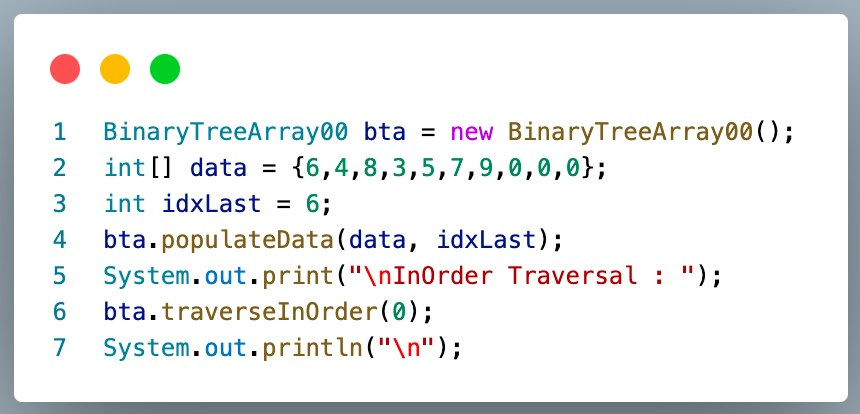 1 BinaryTreeArray00 bta = new BinaryTreeArray00();
2 int[] data = {6,4,8,3,5,7,9,0,0,0};
3 int idxLast = 6;
4 bta.populateData(data, idxLast);
5 System.out.print("\nInOrder Traversal : ");
6 bta.traverseInOrder(0);
7 System.out.println("\n");